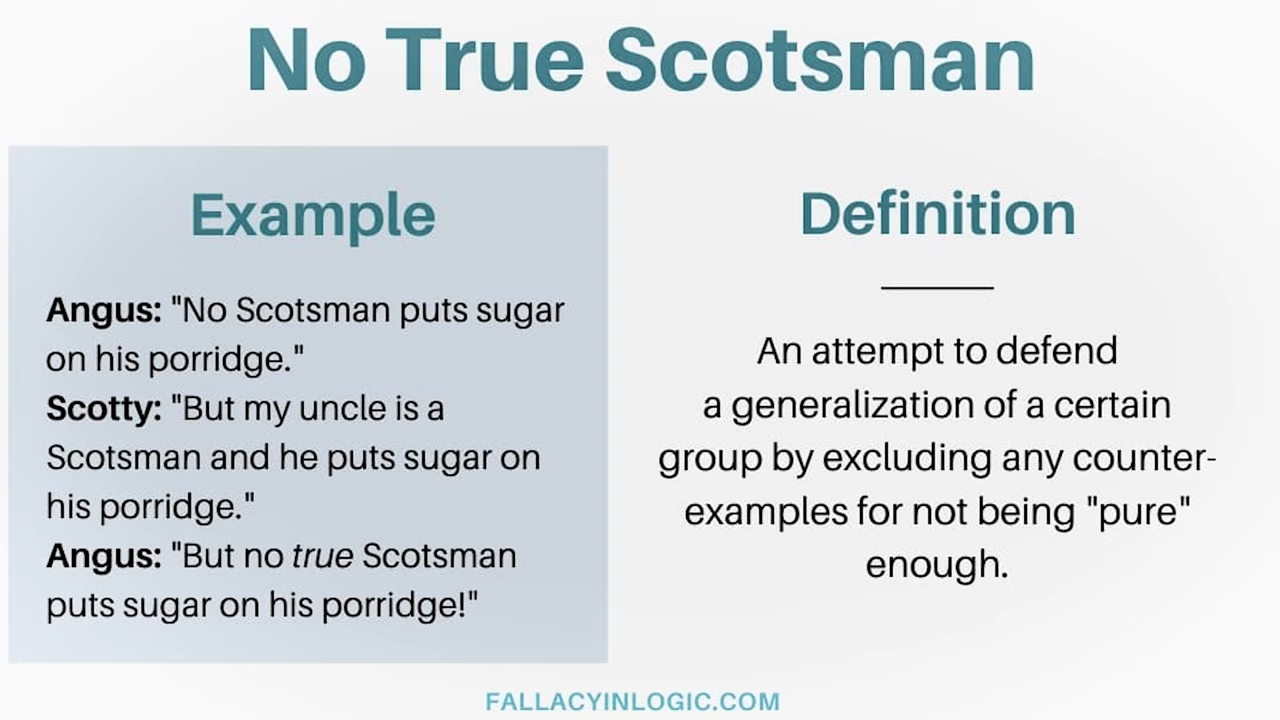 No True Scotsman
Example
Angus: "No Scotsman puts sugar
on his porridge."
Scotty: "But my uncle is a
Scotsman and he puts sugar on
his porridge."
Angus: "But no true Scotsman
puts sugar on his porridge!"
Definition
An attempt to defend
a generalization of a certain
group by excluding any counter-
examples for not being "pure"
enough.
FALLACYINLOGIC.COM